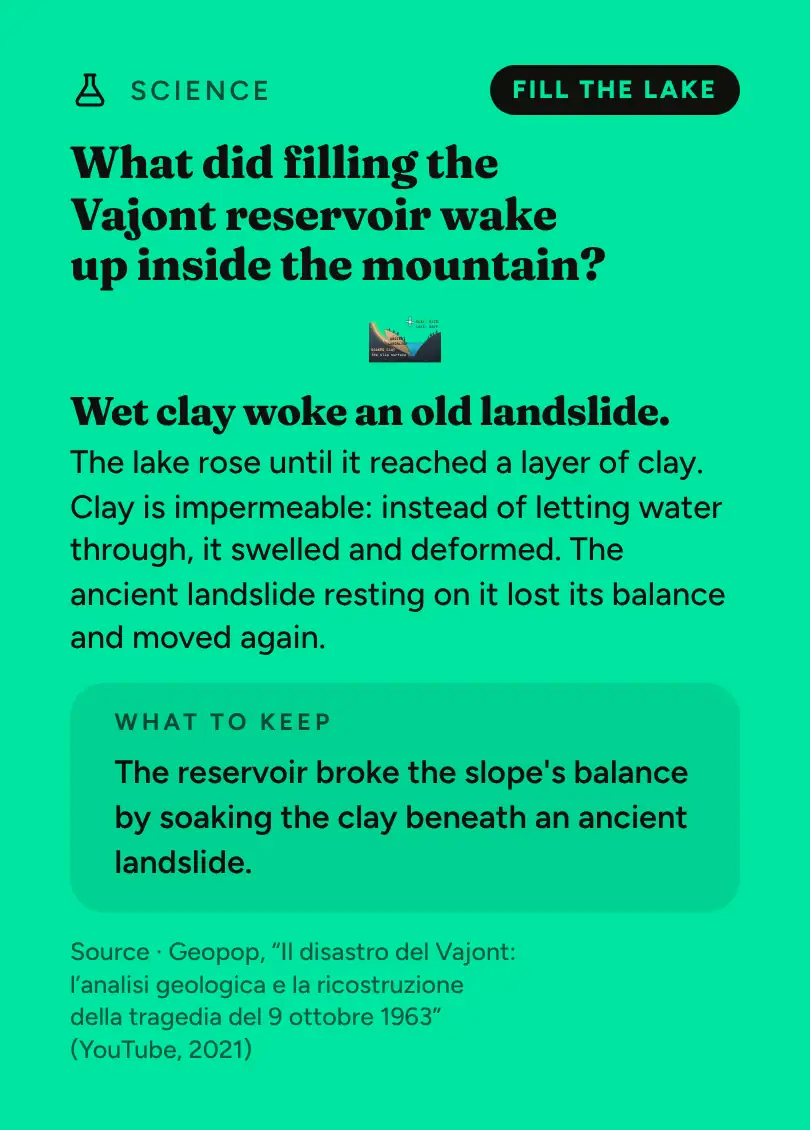 SCIENCE
FILL THE LAKE
What did filling the
Vajont reservoir wake
up inside the mountain?
Wet clay woke an old landslide.
The lake rose until it reached a layer of clay.
Clay is impermeable: instead of letting water
through, it swelled and deformed. The
ancient landslide resting on it lost its balance
and moved again.
WHAT TO KEEP
The reservoir broke the slope's balance
by soaking the clay beneath an ancient
landslide.
Source · Geopop, “Il disastro del Vajont:
l’analisi geologica e la ricostruzione
della tragedia del 9 ottobre 1963”
(YouTube, 2021)